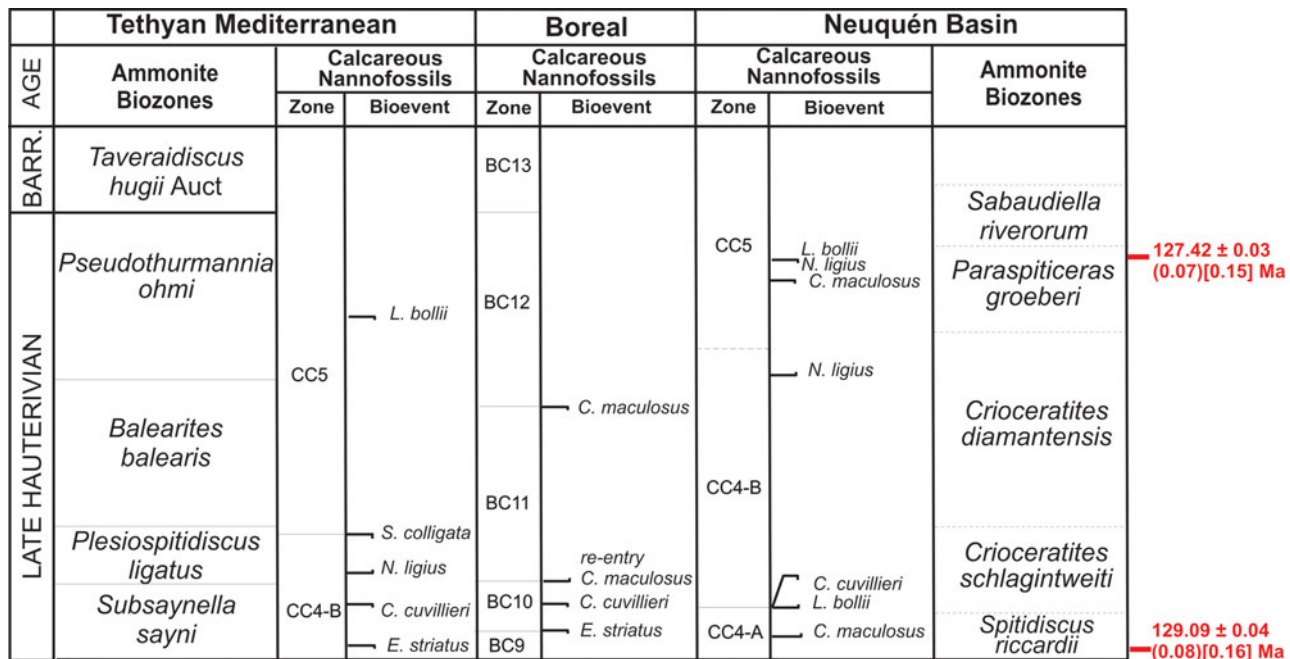 Tethyan Mediterranean
Boreal
Neuquén Basin
AGE
Ammonite
Biozones
Calcareous
Nannofossils
Zone
Bioevent
Calcareous
Nannofossils
Zone
Bioevent
Calcareous
Nannofossils
Zone
Bioevent
Ammonite
Biozones
BARR.
LATE HAUTERIVIAN
Taveraidiscus
hugii Auct
Pseudothurmannia
ohmi
Balearites
balearis
Plesiospitidiscus
ligatus
Subsaynella
sayni
CC5
CC4-B
L. bollii
S. colligata
N. ligius
C. cuvillieri
E. striatus
BC13
BC12
BC11
BC10
BC9
C. maculosus
re-entry
C. maculosus
C. cuvillieri
E. striatus
CC5
CC4-B
CC4-A
L. bollii
N. ligius
C. maculosus
N. ligius
C. cuvillieri
L. bollii
C. maculosus
Sabaudiella
riverorum
Paraspiticeras
groeberi
Crioceratites
diamantensis
Crioceratites
schlagintweiti
Spitidiscus
riccardii
127.42 ± 0.03
(0.07)[0.15] Ma
129.09 ± 0.04
(0.08)[0.16] Ma